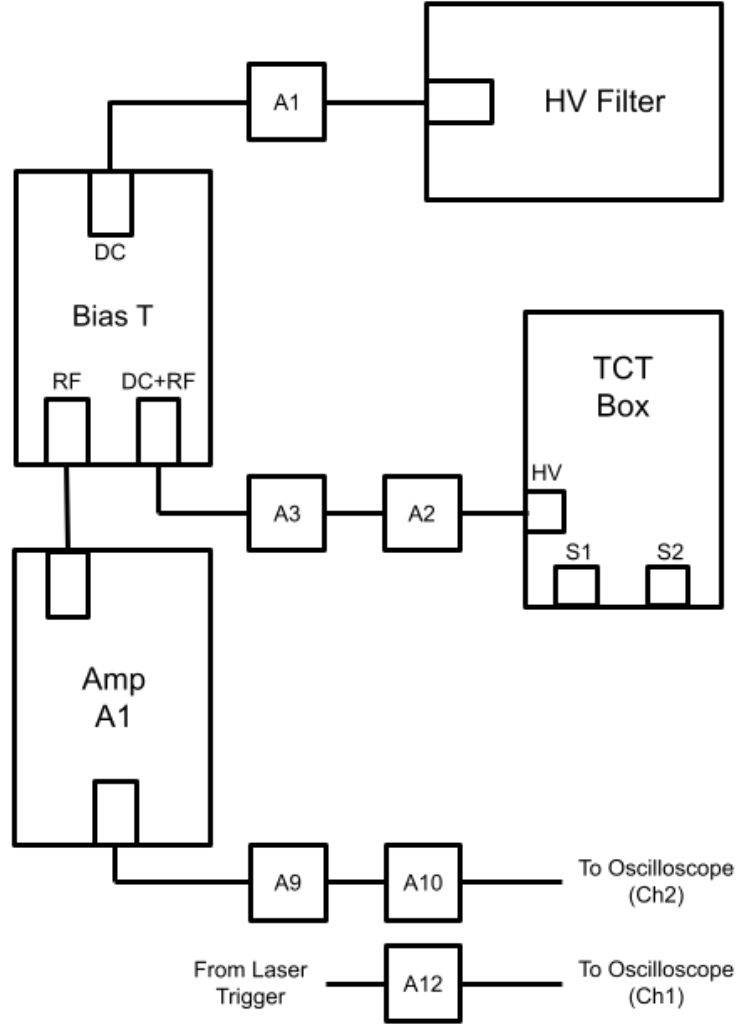 A1
HV Filter
DC
Bias T
RF
DC+RF
TCT
Box
HV
A3
A2
S1
S2
Amp
A1
A9
A10
To Oscilloscope
(Ch2)
From Laser
Trigger
A12
To Oscilloscope
(Ch1)